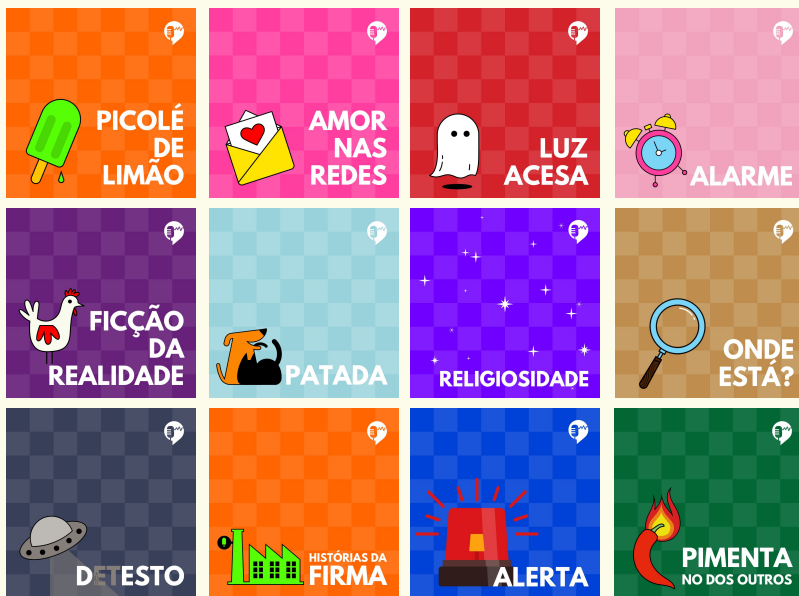 PICOLÉ
DE
LIMÃO
AMOR
NAS
REDES
LUZ
ACESA
ALARME
FICÇÃO
DA
REALIDADE
PATADA
RELIGIOSIDADE
ONDE
ESTÁ?
DETESTO
HISTÓRIAS DA
FIRMA
ALERTA
PIMENTA
NO DOS OUTROS